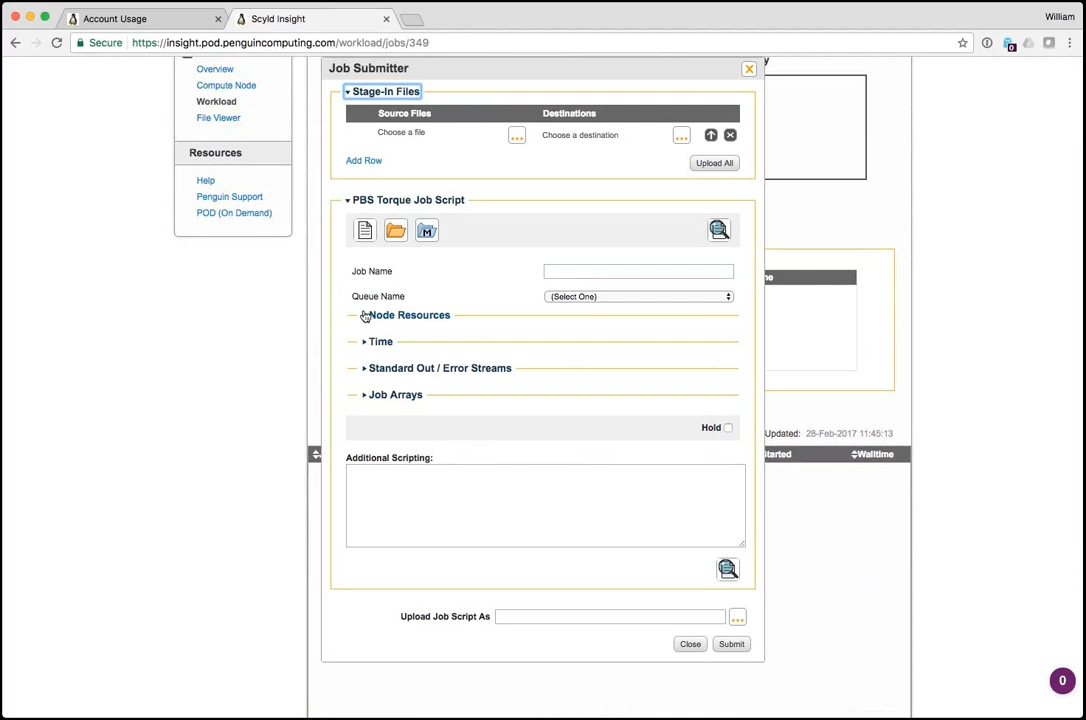 Account Usage
Scyld Insight
William
Secure https://insight.pod.penguincomputing.com/workload/jobs/349
0
Overview
Compute Node
Workload
File Viewer
Resources
Help
Penguin Support
POD (On Demand)
Job Submitter
Stage-In Files
Source Files Destinations
Choose a file ... Choose a destination ...
Add Row Upload All
PBS Torque Job Script
M
Job Name
Queue Name (Select One)
Node Resources
Time
Standard Out / Error Streams
Job Arrays
Hold
Additional Scripting:
Upload Job Script As ...
Close Submit
y
ne
Updated: 28-Feb-2017 11:45:13
Started Walltime
0